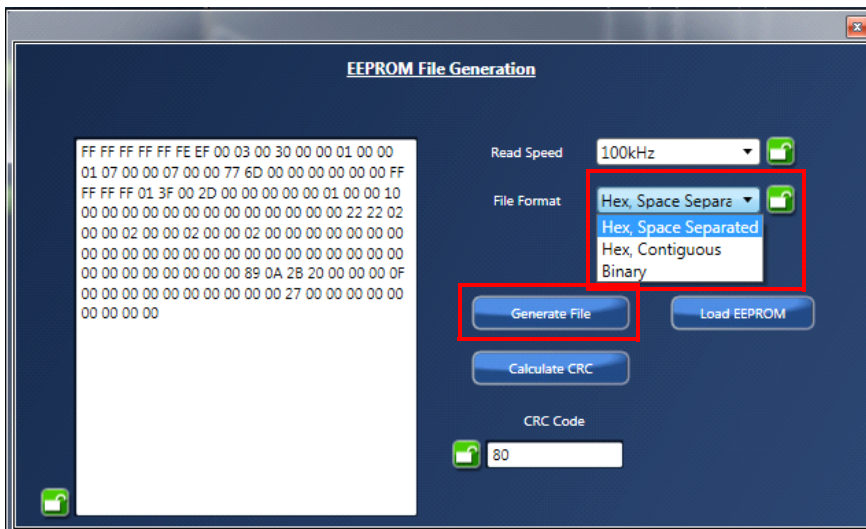 EEPROM File Generation
FF FF FF FF FF FE EF 00 03 00 30 00 00 01 00 00
01 07 00 00 07 00 00 77 6D 00 00 00 00 00 00 FF
FF FF FF 01 3F 00 2D 00 00 00 00 00 01 00 00 10
00 00 00 00 00 00 00 00 00 00 00 00 00 22 22 02
00 00 02 00 00 02 00 00 02 00 00 00 00 00 00 00
00 00 00 00 00 00 00 00 00 00 00 00 00 00 00 00
00 00 00 00 00 00 00 00 89 0A 2B 20 00 00 00 0F
00 00 00 00 00 00 00 00 00 00 27 00 00 00 00 00
00 00 00 00
Read Speed
100kHz
File Format
Hex, Space Separa
Hex, Space Separated
Hex, Contiguous
Binary
Generate File
Load EEPROM
Calculate CRC
CRC Code
80